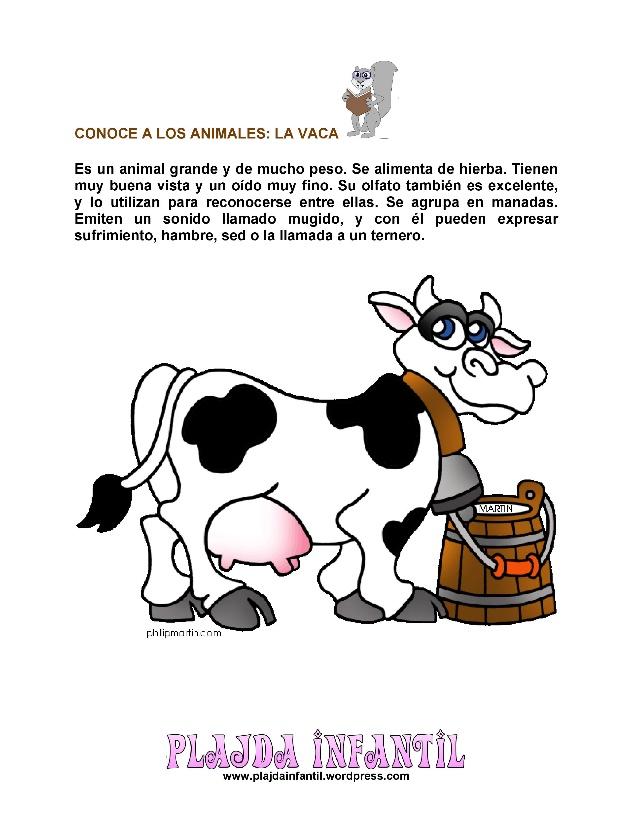 CONOCE A LOS ANIMALES: LA VACA
Es un animal grande y de mucho peso. Se alimenta de hierba. Tienen
muy buena vista y un oído muy fino. Su olfato también es excelente,
y lo utilizan para reconocerse entre ellas. Se agrupa en manadas.
Emiten un sonido llamado mugido, y con él pueden expresar
sufrimiento, hambre, sed o la llamada a un ternero.
MARTIN
philipmartin.com
PLAJDA INFANTIL
www.plajdainfantil.wordpress.com